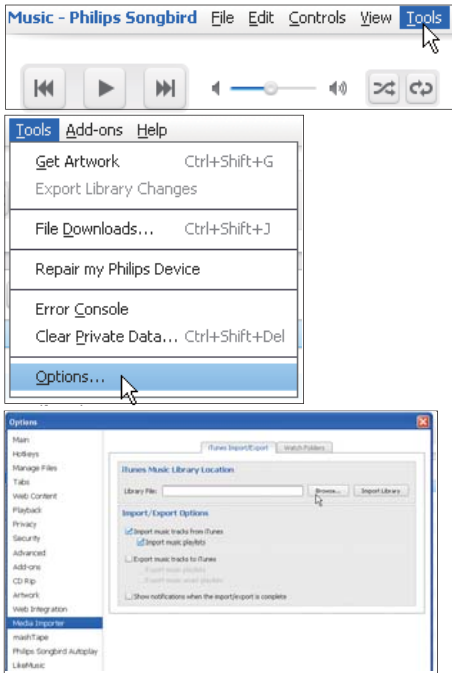 Music - Philips Songbird File Edit Controls View Tools
Tools Add-ons Help
Get Artwork Ctrl+Shift+G
Export Library Changes
File Downloads... Ctrl+Shift+J
Repair my Philips Device
Error Console
Clear Private Data... Ctrl+Shift+Del
Options...
Options
Main
Hotkeys
Manage Files
Tabs
Web Content
Playback
Privacy
Security
Advanced
Add-ons
CD Rip
Artwork
Web Integration
Media Importer
mashTape
Philips Songbird Autoplay
LikeMusic
iTunes Import/Export Watch Folders
iTunes Music Library Location
Library File: Browse... Import Library
Import/Export Options
Import music tracks from iTunes
Import music playlists
Export music tracks to iTunes
Export music playlists
Export music smart playlists
Show notifications when the import/export is complete